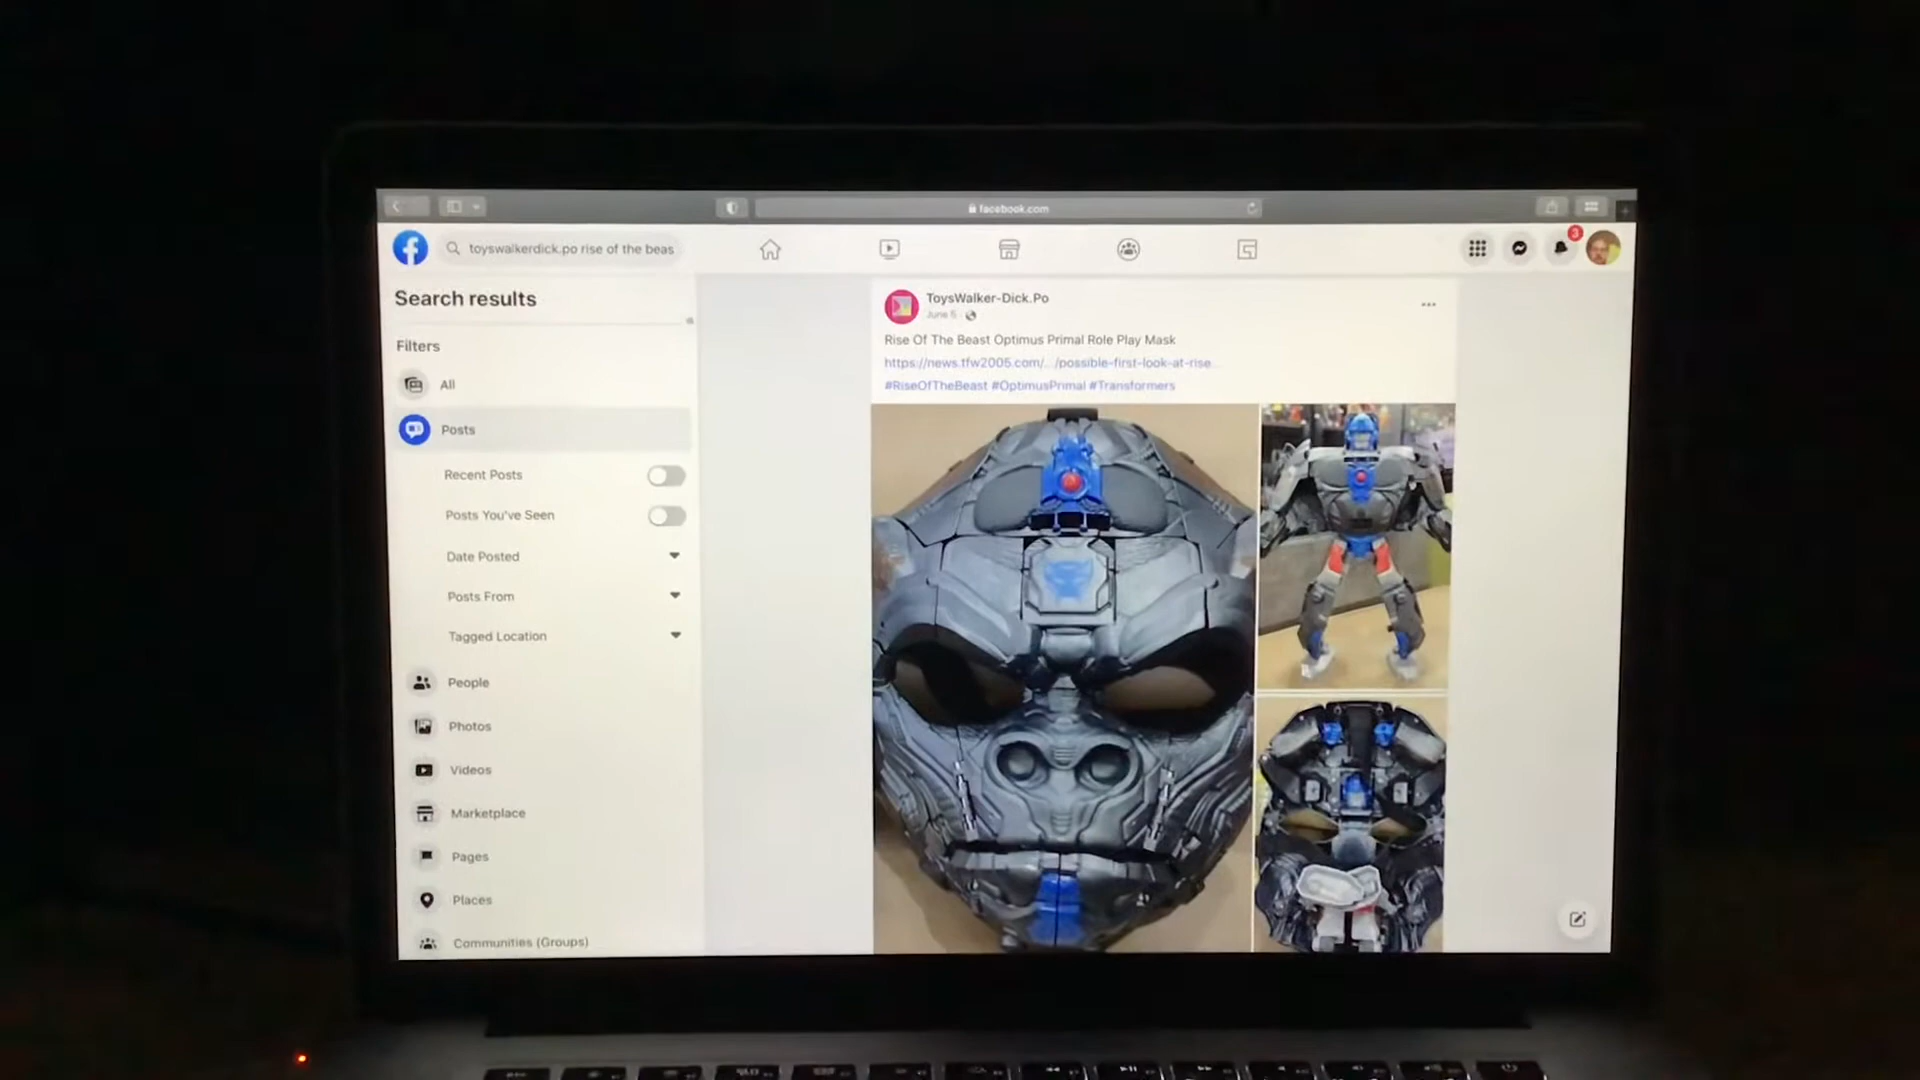 facebook.com
toyswalkerdick.po rise of the beas
3
Search results
Filters
All
Posts
Recent Posts
Posts You've Seen
Date Posted
Posts From
Tagged Location
People
Photos
Videos
Marketplace
Pages
Places
Communities (Groups)
ToysWalker-Dick.Po
June 5
Rise Of The Beast Optimus Primal Role Play Mask
https://news.tfw2005.com/.../possible-first-look-at-rise...
#RiseOfTheBeast #OptimusPrimal #Transformers